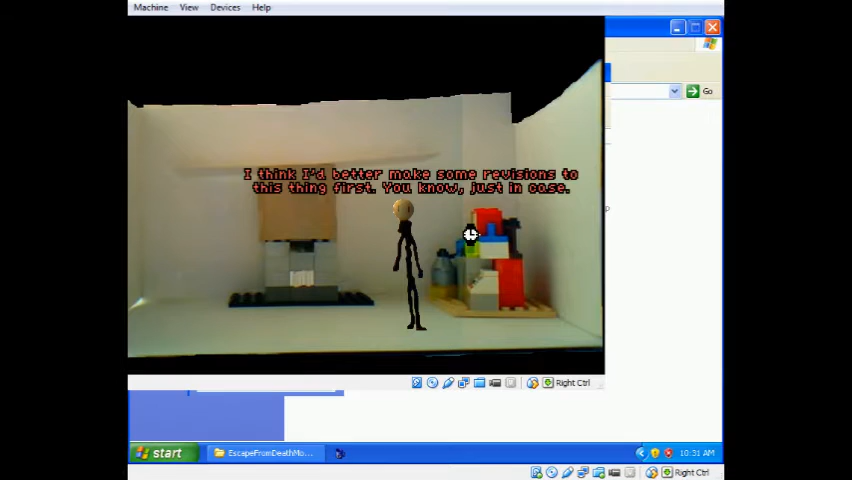 Machine View Devices Help
Go
I think I'd better make some revisions to
this thing first. You know, just in case.
Right Ctrl
start EscapeFromDeathMo... 10:31 AM
Right Ctrl